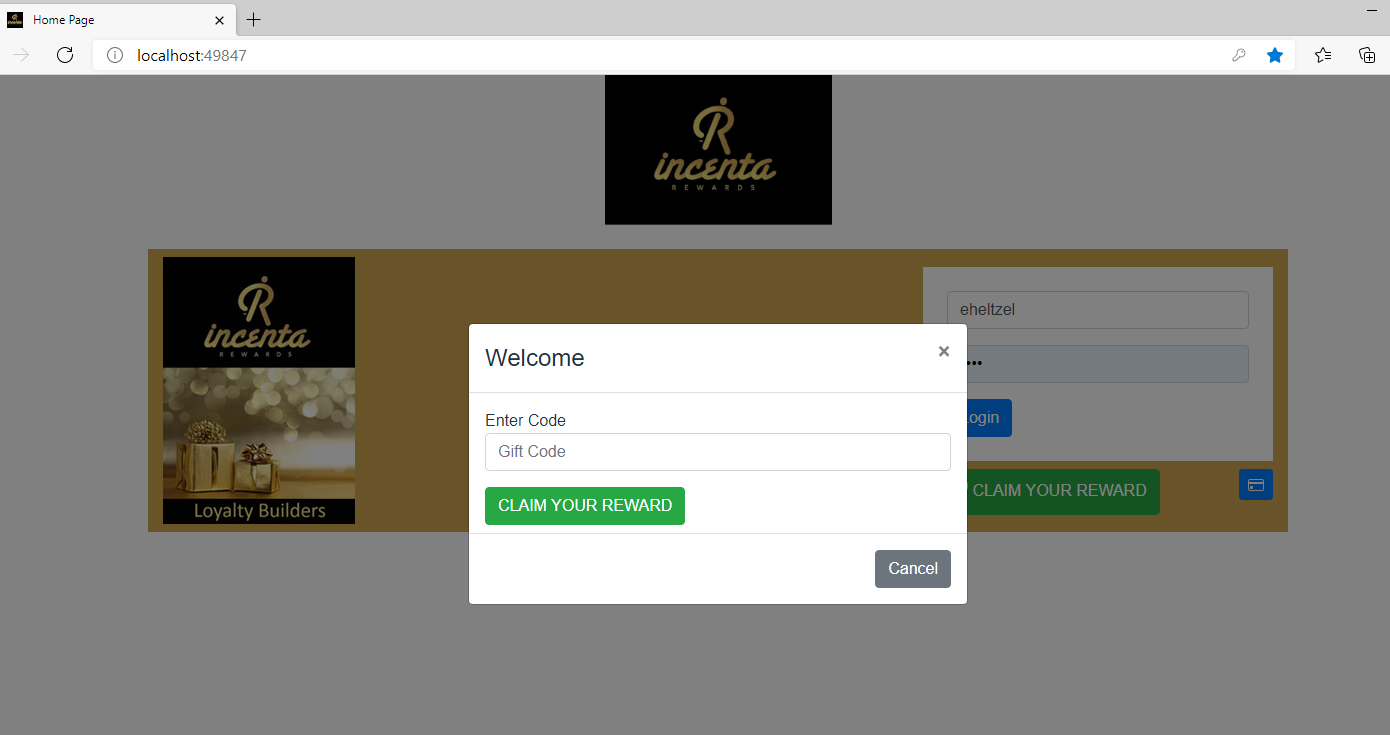 Home Page
localhost:49847
R
incenta
REWARDS
R
incenta
REWARDS
Loyalty Builders
eheltzel
•••
Login
CLAIM YOUR REWARD
Welcome
×
Enter Code
Gift Code
CLAIM YOUR REWARD
Cancel